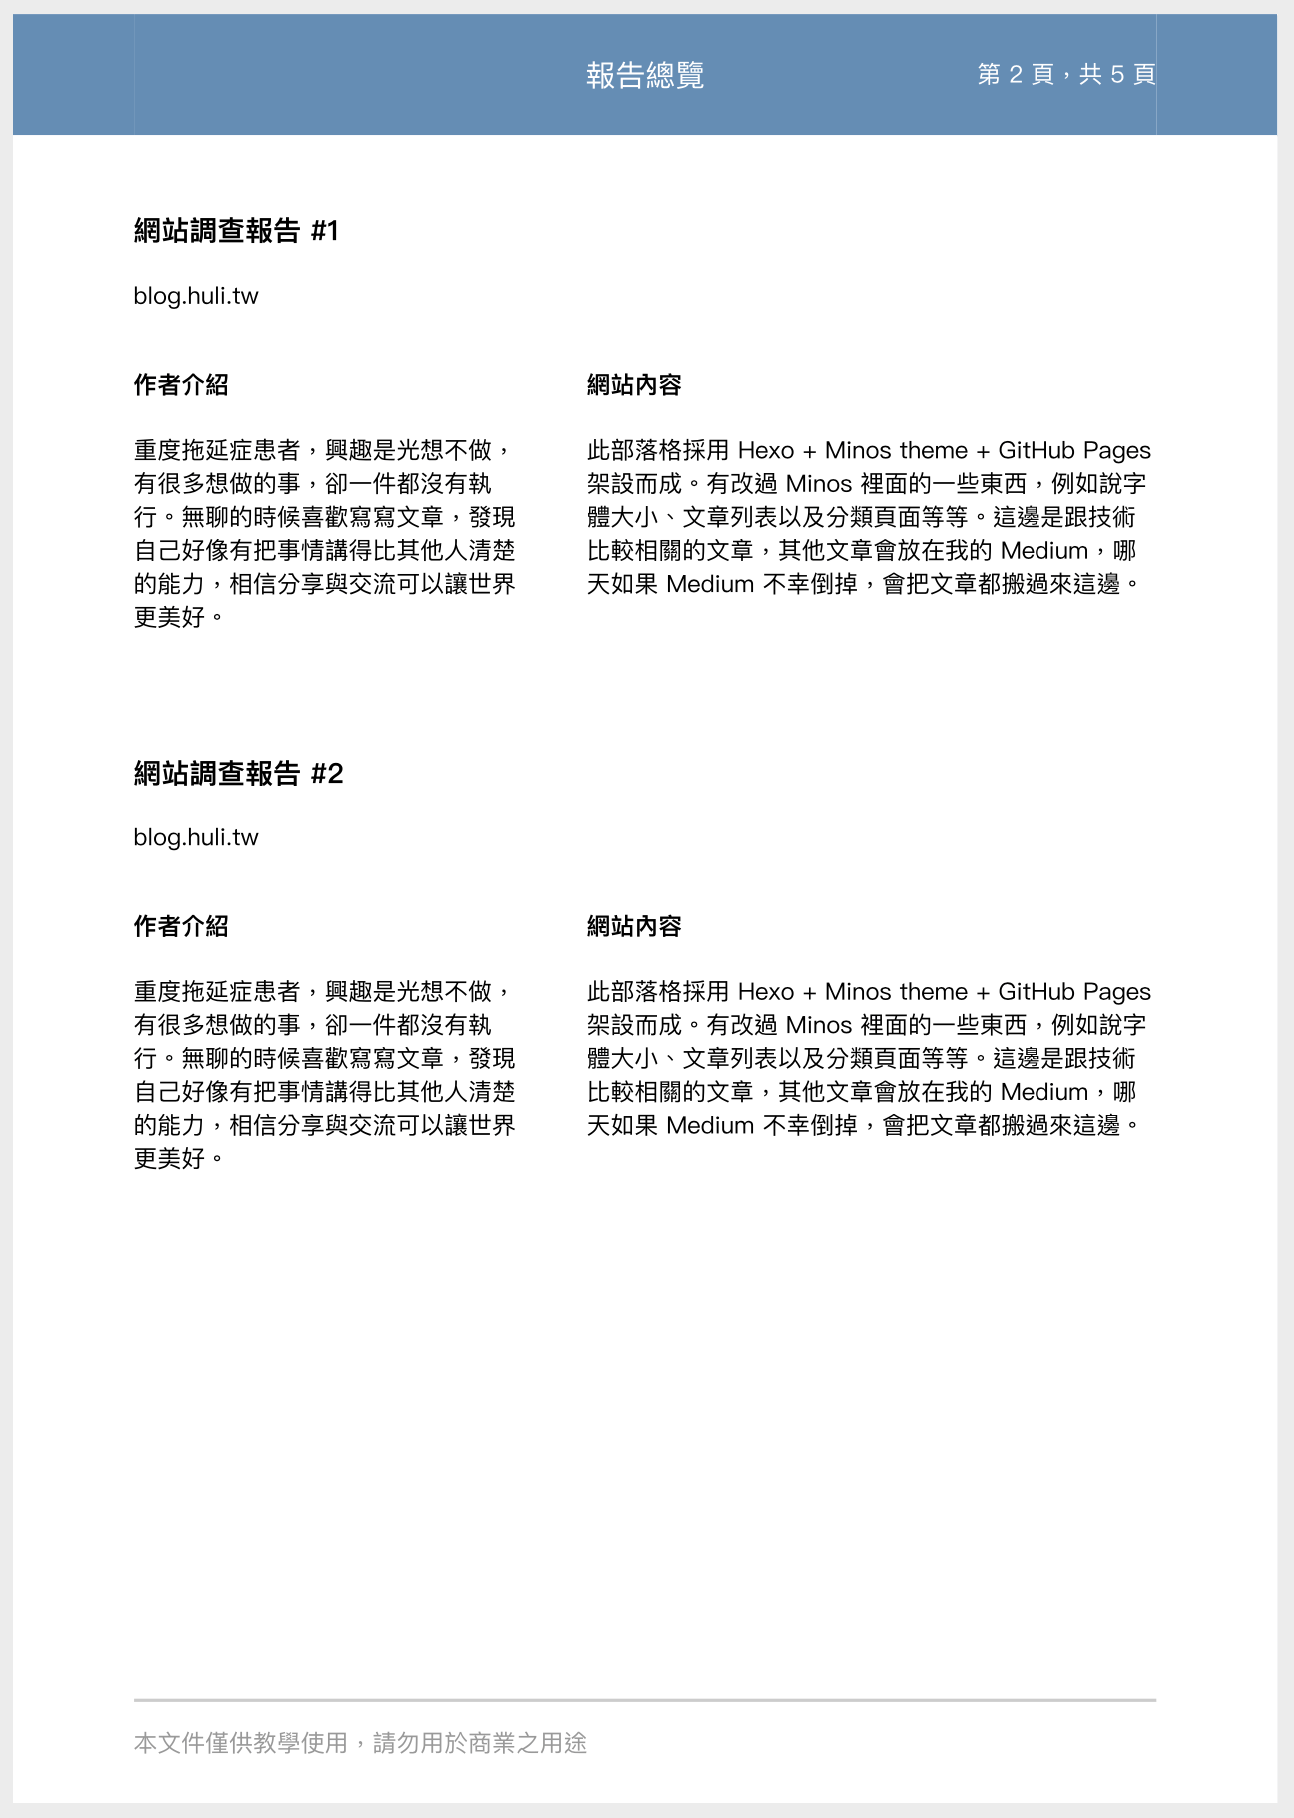 報告總覽
第 2 頁，共 5 頁
網站調查報告 #1
blog.huli.tw
作者介紹
重度拖延症患者，興趣是光想不做，
有很多想做的事，卻一件都沒有執
行。無聊的時候喜歡寫寫文章，發現
自己好像有把事情講得比其他人清楚
的能力，相信分享與交流可以讓世界
更美好。
網站內容
此部落格採用 Hexo + Minos theme + GitHub Pages
架設而成。有改過 Minos 裡面的一些東西，例如說字
體大小、文章列表以及分類頁面等等。這邊是跟技術
比較相關的文章，其他文章會放在我的 Medium，哪
天如果 Medium 不幸倒掉，會把文章都搬過來這邊。
網站調查報告 #2
blog.huli.tw
作者介紹
重度拖延症患者，興趣是光想不做，
有很多想做的事，卻一件都沒有執
行。無聊的時候喜歡寫寫文章，發現
自己好像有把事情講得比其他人清楚
的能力，相信分享與交流可以讓世界
更美好。
網站內容
此部落格採用 Hexo + Minos theme + GitHub Pages
架設而成。有改過 Minos 裡面的一些東西，例如說字
體大小、文章列表以及分類頁面等等。這邊是跟技術
比較相關的文章，其他文章會放在我的 Medium，哪
天如果 Medium 不幸倒掉，會把文章都搬過來這邊。
本文件僅供教學使用，請勿用於商業之用途